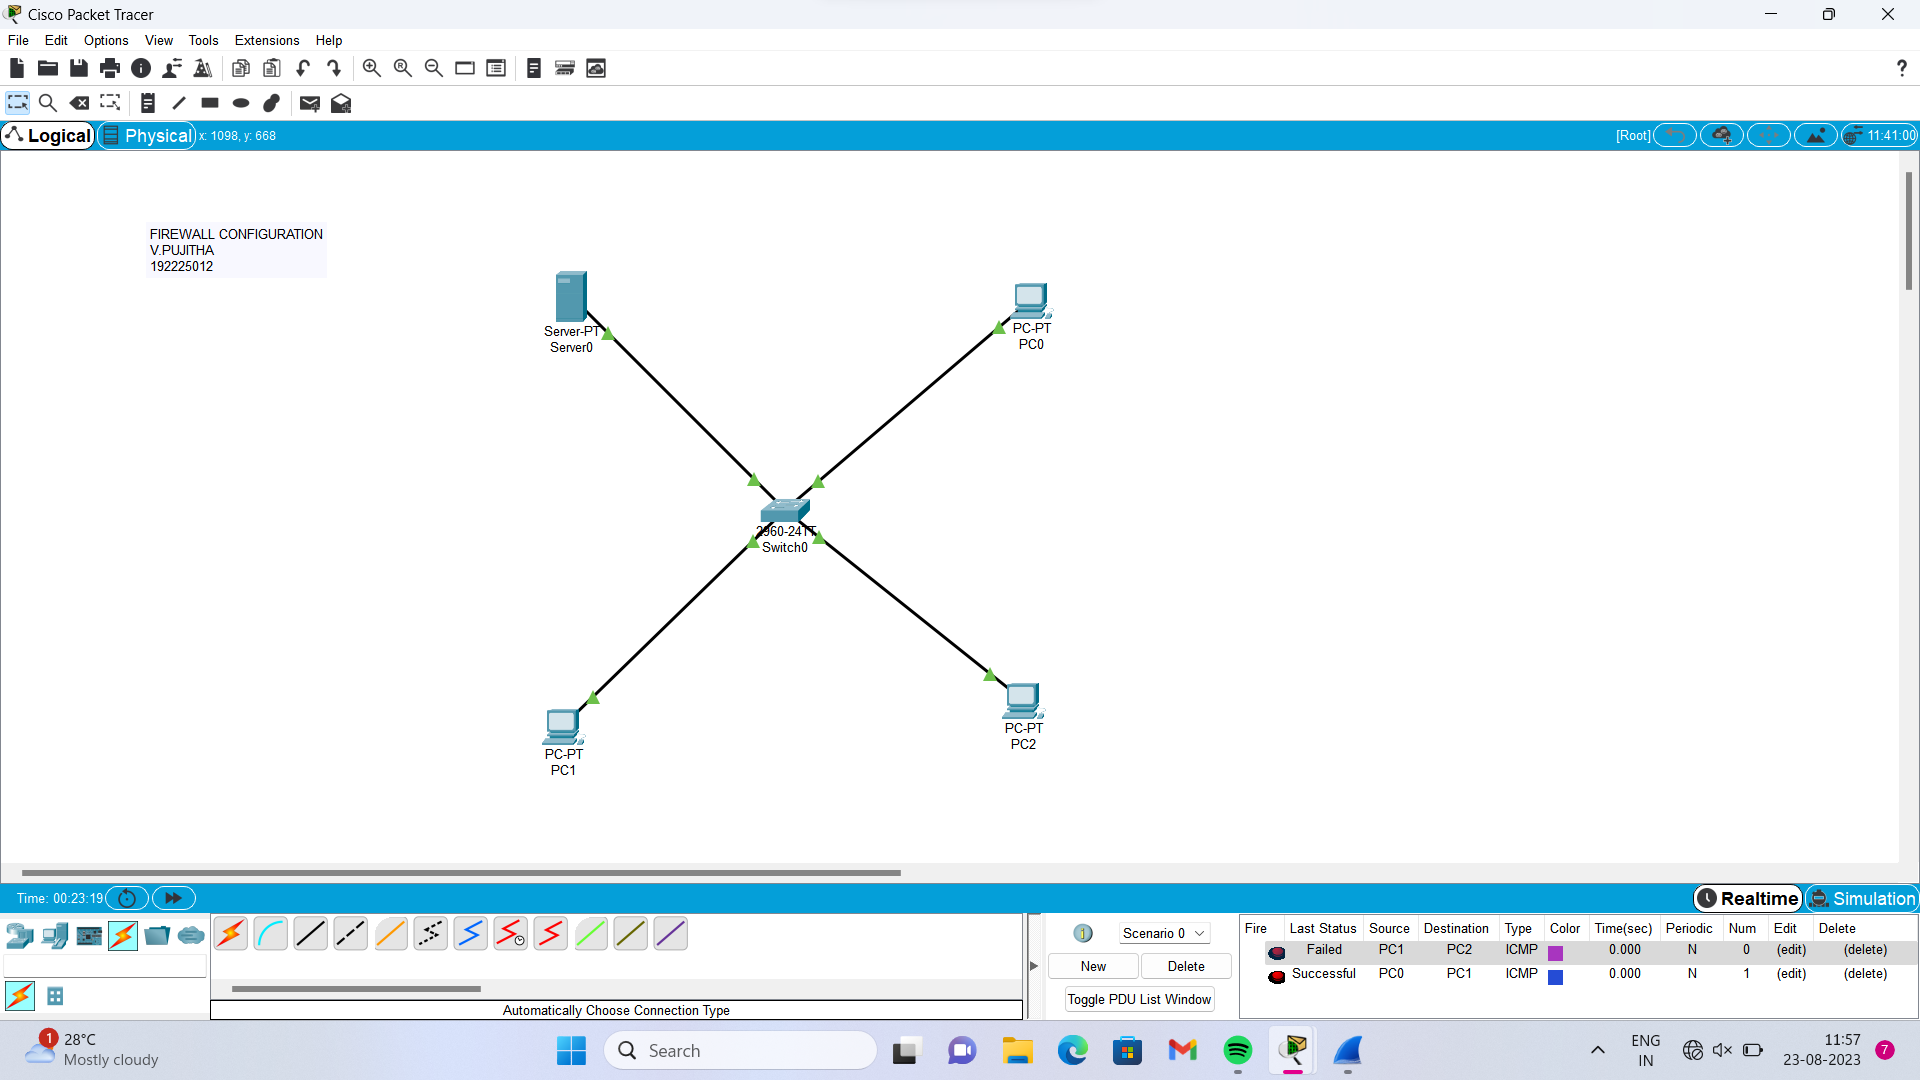 Cisco Packet Tracer
File Edit Options View Tools Extensions Help
?
Logical Physical x: 1098, y: 668 [Root] 11:41:00
FIREWALL CONFIGURATION
V.PUJITHA
192225012
Server-PT
Server0
PC-PT
PC0
2960-24TT
Switch0
PC-PT
PC1
PC-PT
PC2
Time: 00:23:19 Realtime Simulation
Scenario 0
New Delete
Toggle PDU List Window
Automatically Choose Connection Type
Fire Last Status Source Destination Type Color Time(sec) Periodic Num Edit Delete
Failed PC1 PC2 ICMP 0.000 N 0 (edit) (delete)
Successful PC0 PC1 ICMP 0.000 N 1 (edit) (delete)
1
28°C
Mostly cloudy
Search
ENG
IN
11:57
23-08-2023
7